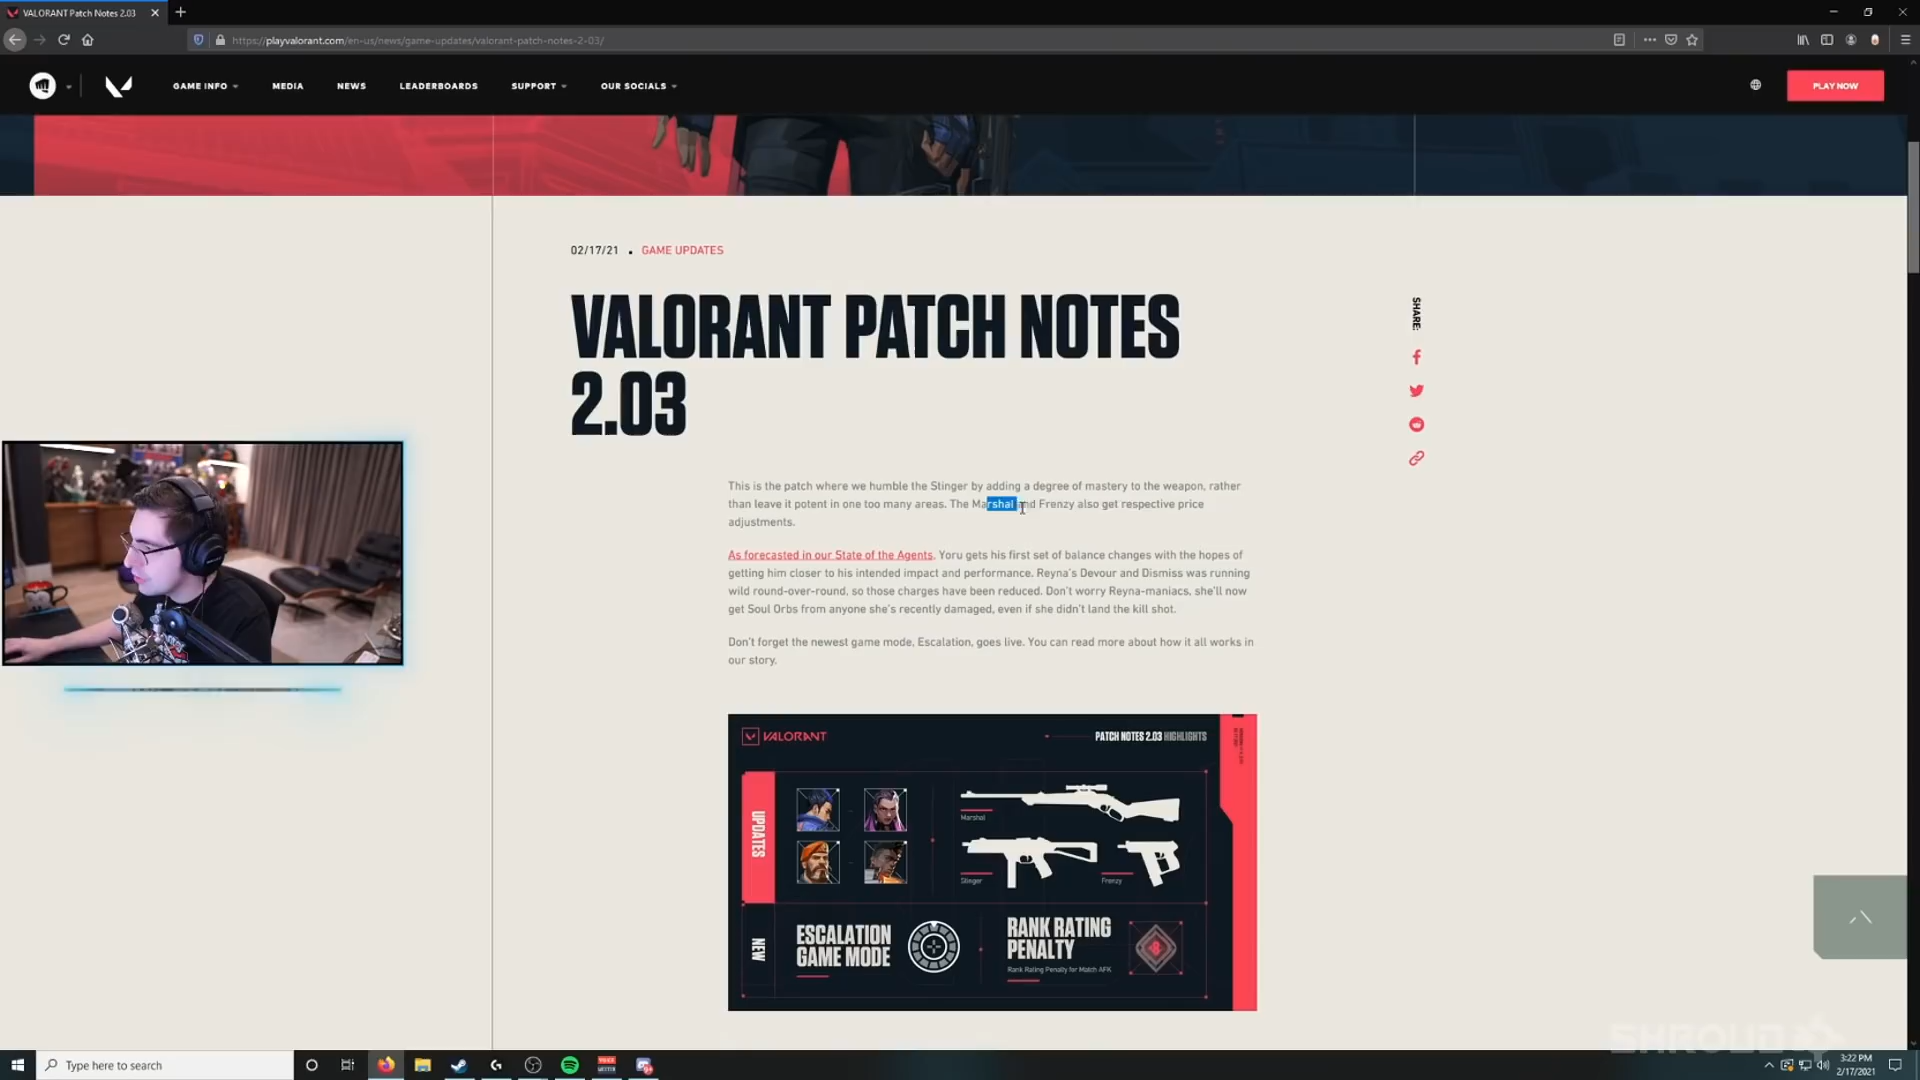 VALORANT Patch Notes 2.03
https://playvalorant.com/en-us/news/game-updates/valorant-patch-notes-2-03/
GAME INFO
MEDIA
NEWS
LEADERBOARDS
SUPPORT
OUR SOCIALS
PLAY NOW
02/17/21 . GAME UPDATES
VALORANT PATCH NOTES
2.03
SHARE:
This is the patch where we humble the Stinger by adding a degree of mastery to the weapon, rather
than leave it potent in one too many areas. The Marshal and Frenzy also get respective price
adjustments.
As forecasted in our State of the Agents, Yoru gets his first set of balance changes with the hopes of
getting him closer to his intended impact and performance. Reyna's Devour and Dismiss was running
wild round-over-round, so those charges have been reduced. Don't worry Reyna-maniacs, she'll now
get Soul Orbs from anyone she's recently damaged, even if she didn't land the kill shot.
Don't forget the newest game mode, Escalation, goes live. You can read more about how it all works in
our story.
VALORANT
PATCH NOTES 2.03 HIGHLIGHTS
UPDATES
Marshal
Stinger
Frenzy
NEW
ESCALATION
GAME MODE
RANK RATING
PENALTY
Rank Rating Penalty for Match AFK
SHROUD
Type here to search
3:22 PM
2/17/2021